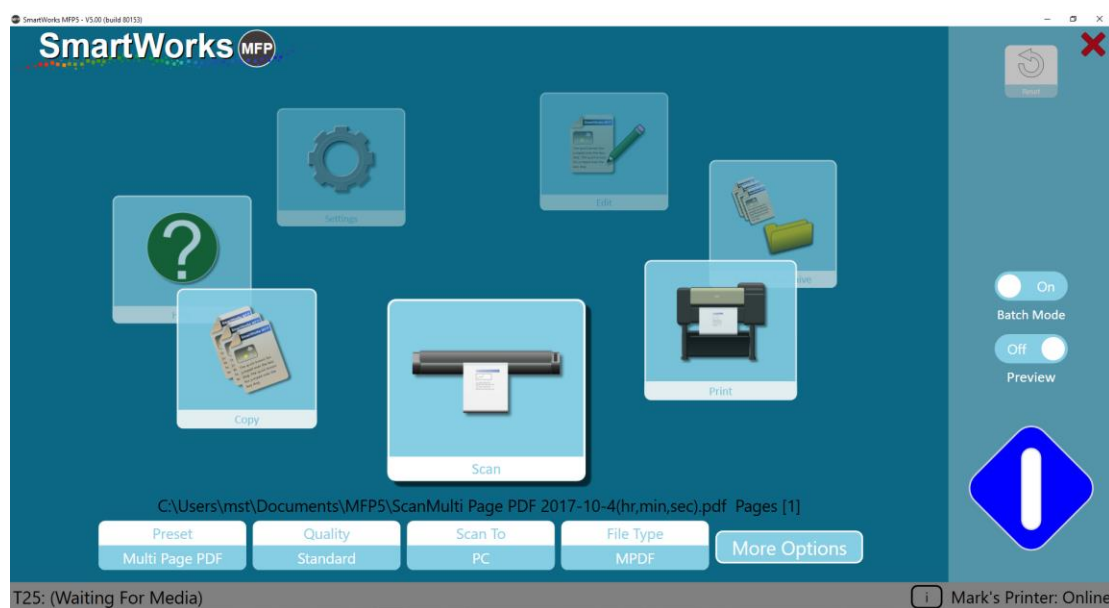 SmartWorks MFP5 - V5.00 (build 80153)
SmartWorks MFP
Reset
Settings
Edit
Copy
Scan
Print
On
Batch Mode
Off
Preview
C:\Users\mst\Documents\MFP5\ScanMulti Page PDF 2017-10-4(hr,min,sec).pdf Pages [1]
Preset
Quality
Scan To
File Type
Multi Page PDF
Standard
PC
MPDF
More Options
T25: (Waiting For Media)
i
Mark's Printer: Online